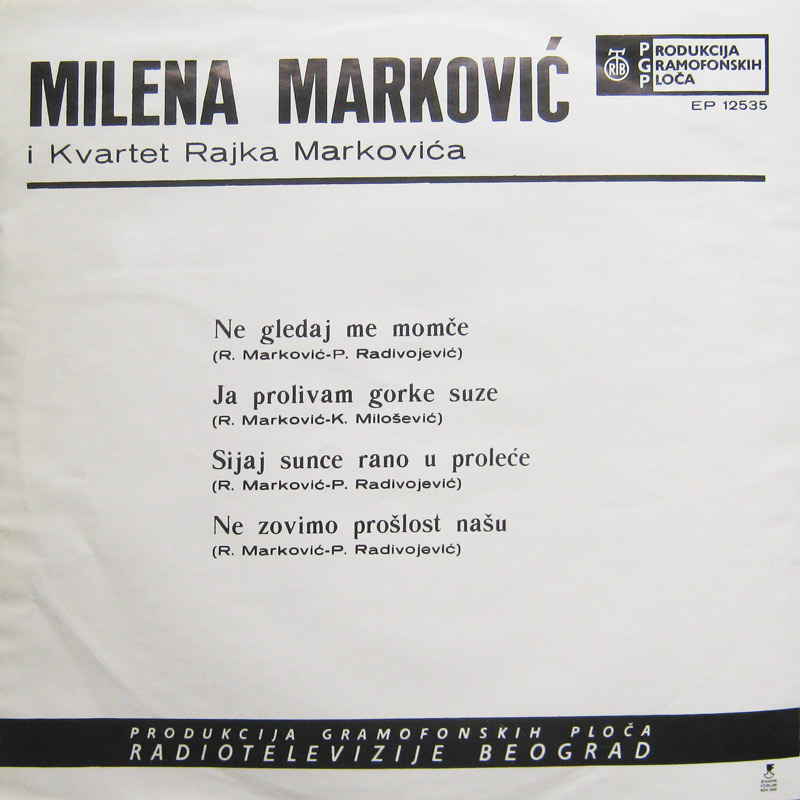 MILENA MARKOVIĆ
i Kvartet Rajka Markovića
RTB
PRODUKCIJA
GRAMOFONSKIH
PLOČA
EP 12535
Ne gledaj me momče
(R. Marković-P. Radivojević)
Ja prolivam gorke suze
(R. Marković-K. Milošević)
Sijaj sunce rano u proleće
(R. Marković-P. Radivojević)
Ne zovimo prošlost našu
(R. Marković-P. Radivojević)
PRODUKCIJA GRAMOFONSKIH PLOČA
RADIOTELEVIZIJE BEOGRAD